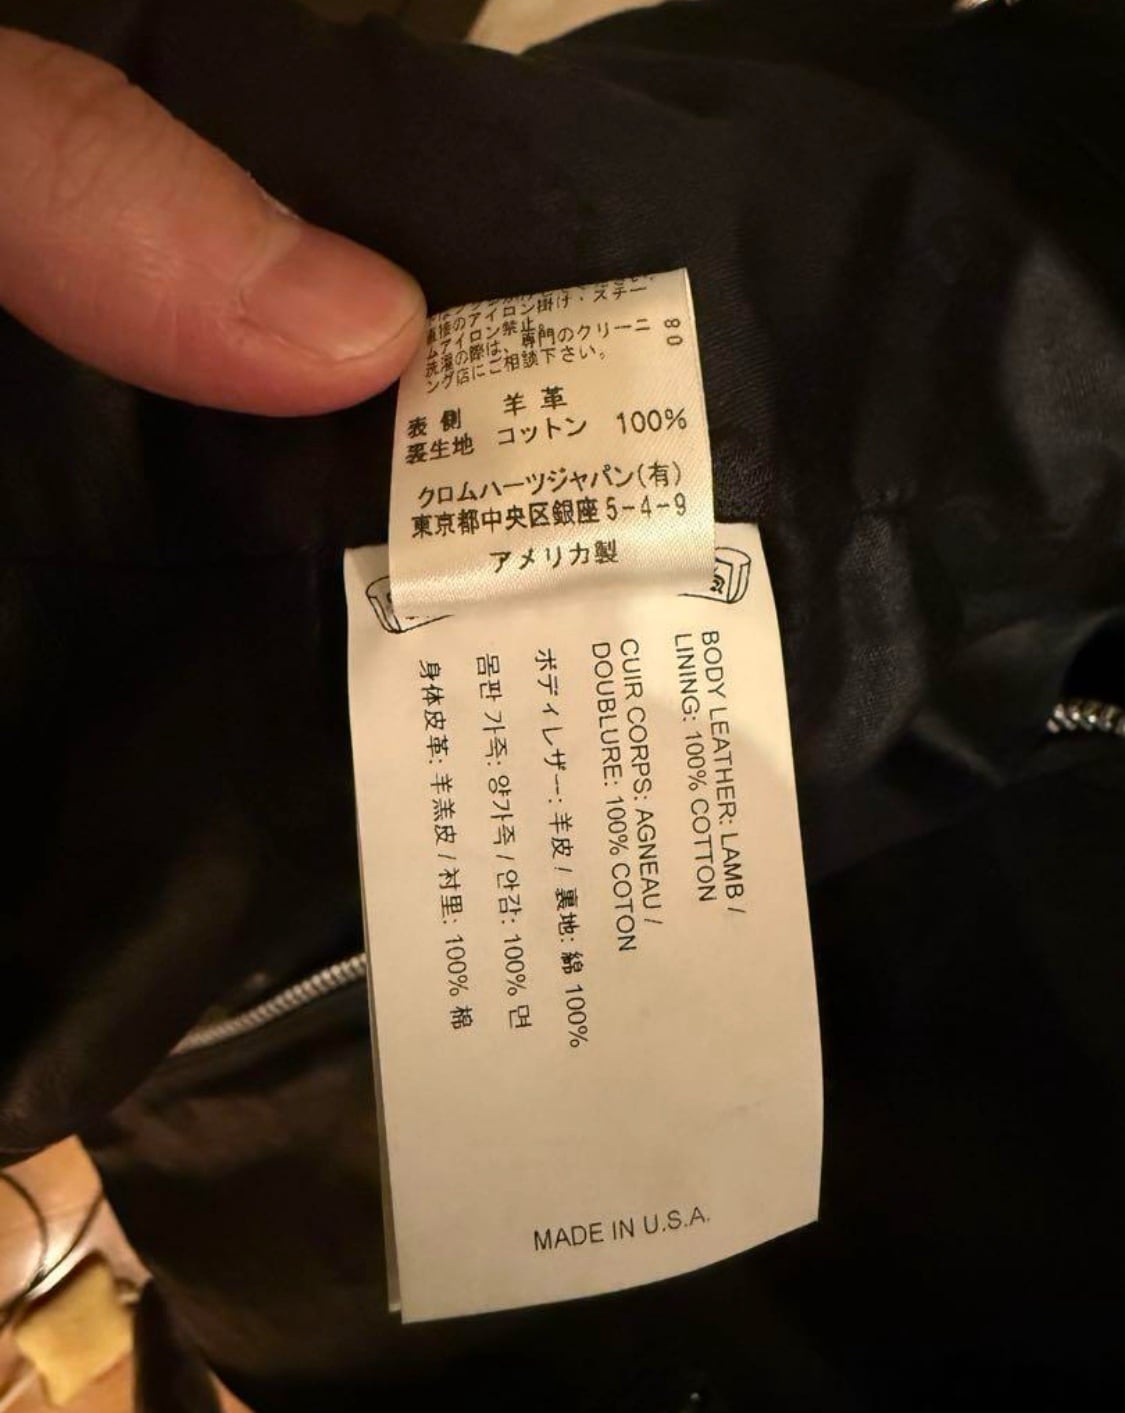 直接のアイロン掛け・スチー
ムアイロン禁止。
洗濯の際は、専門のクリーニ
ング店にご相談下さい。
80
表側 羊革
裏生地 コットン 100%
クロムハーツジャパン(有)
東京都中央区銀座5-4-9
アメリカ製
BODY LEATHER: LAMB /
LINING: 100% COTTON
CUIR CORPS: AGNEAU /
DOUBLURE: 100% COTON
ボディレザー: 羊皮 / 裏地: 綿 100%
몸판 가죽: 양가죽 / 안감: 100% 면
身体皮革: 羊羔皮 / 衬里: 100% 棉
MADE IN U.S.A.